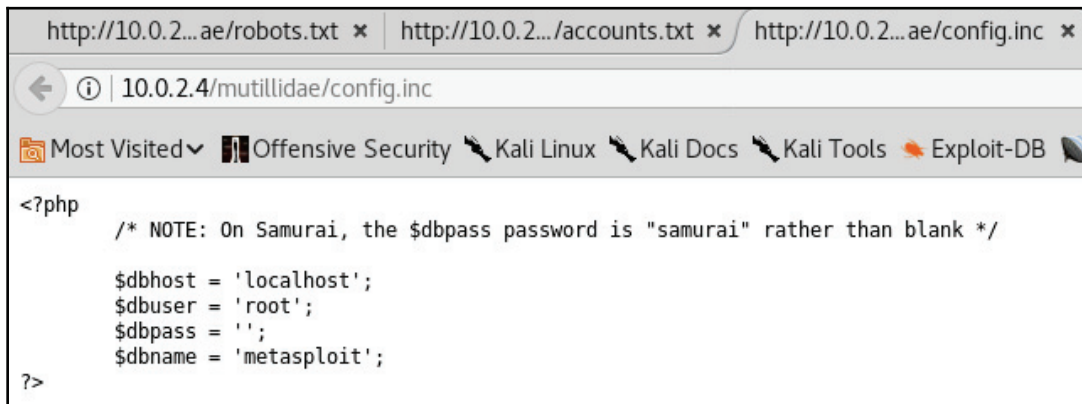 http://10.0.2...ae/robots.txt × http://10.0.2.../accounts.txt × http://10.0.2...ae/config.inc ×
10.0.2.4/mutillidae/config.inc
Most Visited Offensive Security Kali Linux Kali Docs Kali Tools Exploit-DB
<?php
/* NOTE: On Samurai, the $dbpass password is "samurai" rather than blank */
$dbhost = 'localhost';
$dbuser = 'root';
$dbpass = '';
$dbname = 'metasploit';
?>